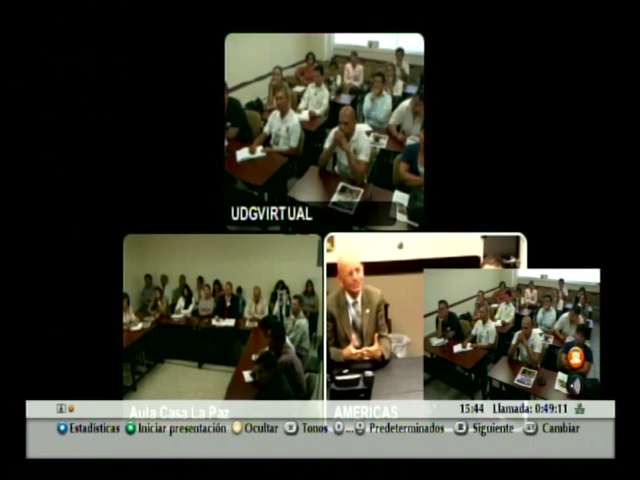 UDGVIRTUAL
Aula Casa La Paz
AMERICAS
15:44 Llamada: 0:49:11
Estadísticas Iniciar presentación Ocultar Tonos ... Predeterminados Siguiente Cambiar